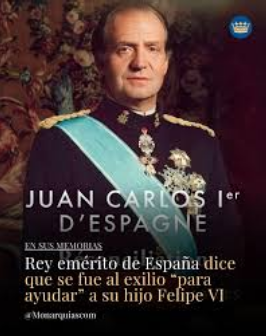 JUAN CARLOS Ier
D'ESPAGNE
Réconciliation
EN SUS MEMORIAS
Rey emérito de España dice
que se fue al exilio “para
ayudar” a su hijo Felipe VI
@Monarquiascom